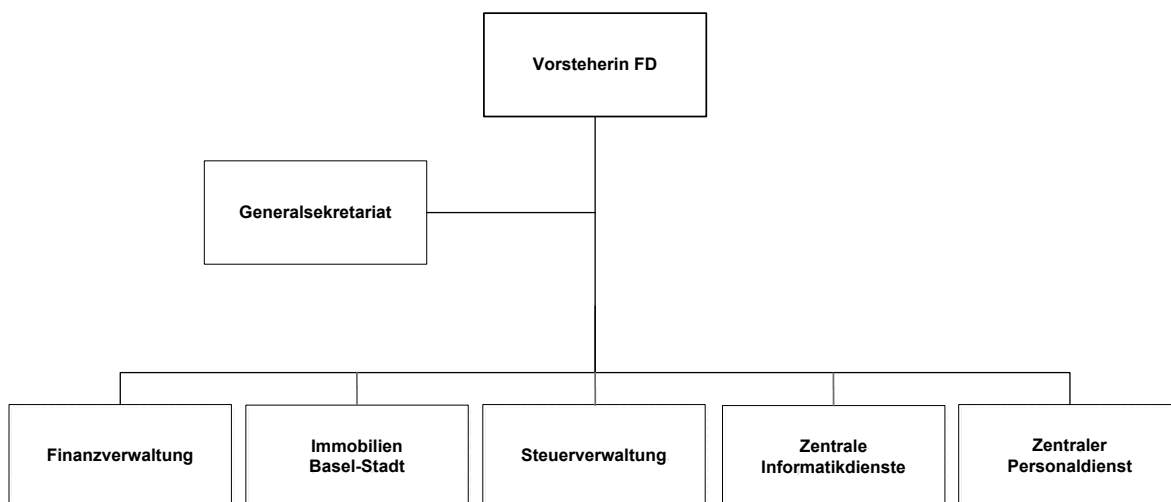 Vorsteherin FD
Generalsekretariat
Finanzverwaltung
Immobilien
Basel-Stadt
Steuerverwaltung
Zentrale
Informatikdienste
Zentraler
Personaldienst